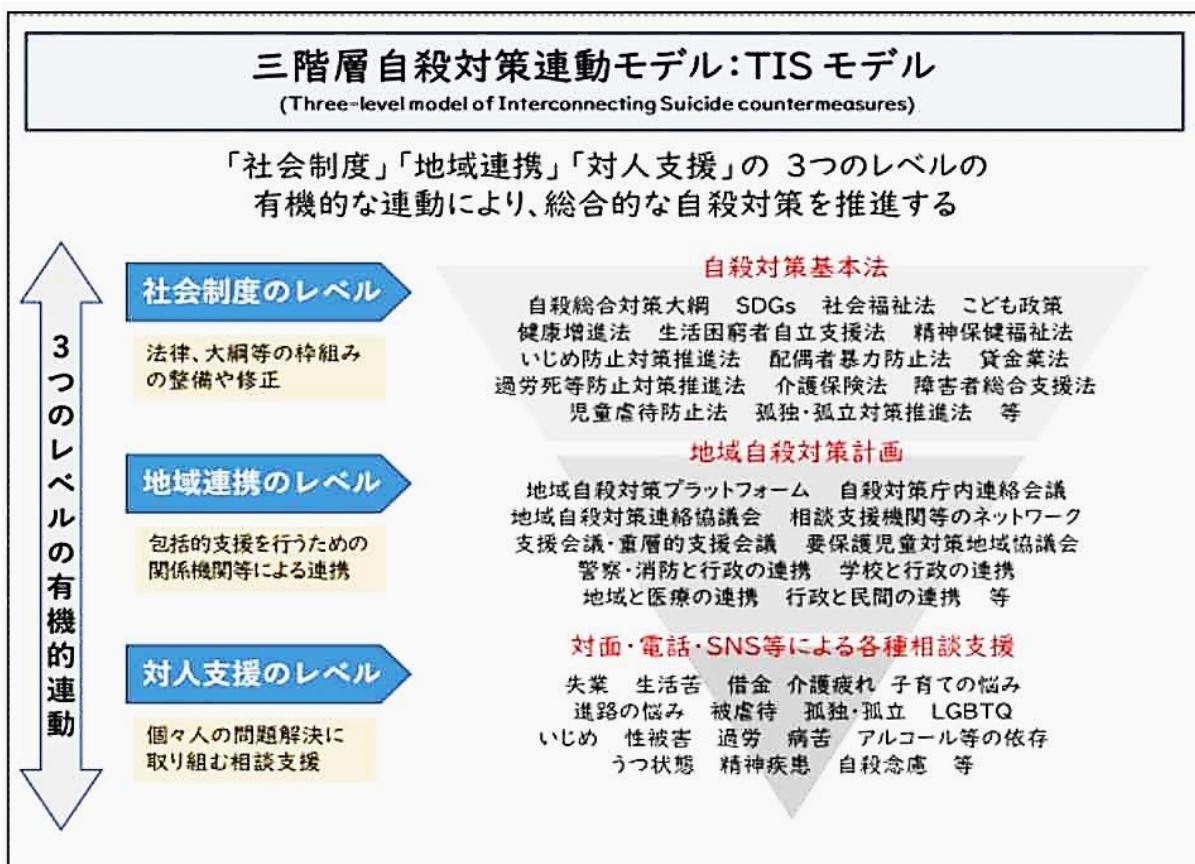 三階層自殺対策連動モデル:TISモデル
(Three-level model of Interconnecting Suicide countermeasures)
「社会制度」「地域連携」「対人支援」の 3つのレベルの
有機的な連動により、総合的な自殺対策を推進する
3つのレベルの有機的連動
社会制度のレベル
法律、大綱等の枠組み
の整備や修正
自殺対策基本法
自殺総合対策大綱 SDGs 社会福祉法 こども政策
健康増進法 生活困窮者自立支援法 精神保健福祉法
いじめ防止対策推進法 配偶者暴力防止法 貸金業法
過労死等防止対策推進法 介護保険法 障害者総合支援法
児童虐待防止法 孤独・孤立対策推進法 等
地域連携のレベル
包括的支援を行うための
関係機関等による連携
地域自殺対策計画
地域自殺対策プラットフォーム 自殺対策庁内連絡会議
地域自殺対策連絡協議会 相談支援機関等のネットワーク
支援会議・重層的支援会議 要保護児童対策地域協議会
警察・消防と行政の連携 学校と行政の連携
地域と医療の連携 行政と民間の連携 等
対人支援のレベル
個々人の問題解決に
取り組む相談支援
対面・電話・SNS等による各種相談支援
失業 生活苦 借金 介護疲れ 子育ての悩み
進路の悩み 被虐待 孤独・孤立 LGBTQ
いじめ 性被害 過労 病苦 アルコール等の依存
うつ状態 精神疾患 自殺念慮 等